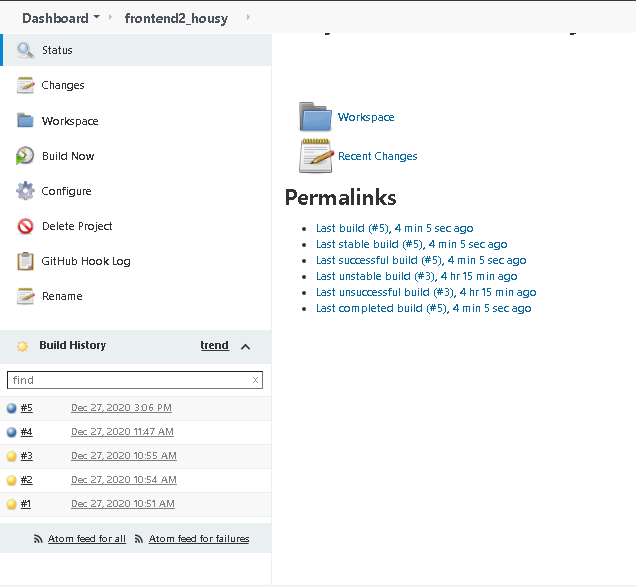 Dashboard frontend2_housy
Status
Changes
Workspace
Build Now
Configure
Delete Project
GitHub Hook Log
Rename
Build History trend
find x
#5 Dec 27, 2020 3:06 PM
#4 Dec 27, 2020 11:47 AM
#3 Dec 27, 2020 10:55 AM
#2 Dec 27, 2020 10:54 AM
#1 Dec 27, 2020 10:51 AM
Atom feed for all Atom feed for failures
Workspace
Recent Changes
Permalinks
Last build (#5), 4 min 5 sec ago
Last stable build (#5), 4 min 5 sec ago
Last successful build (#5), 4 min 5 sec ago
Last unstable build (#3), 4 hr 15 min ago
Last unsuccessful build (#3), 4 hr 15 min ago
Last completed build (#5), 4 min 5 sec ago